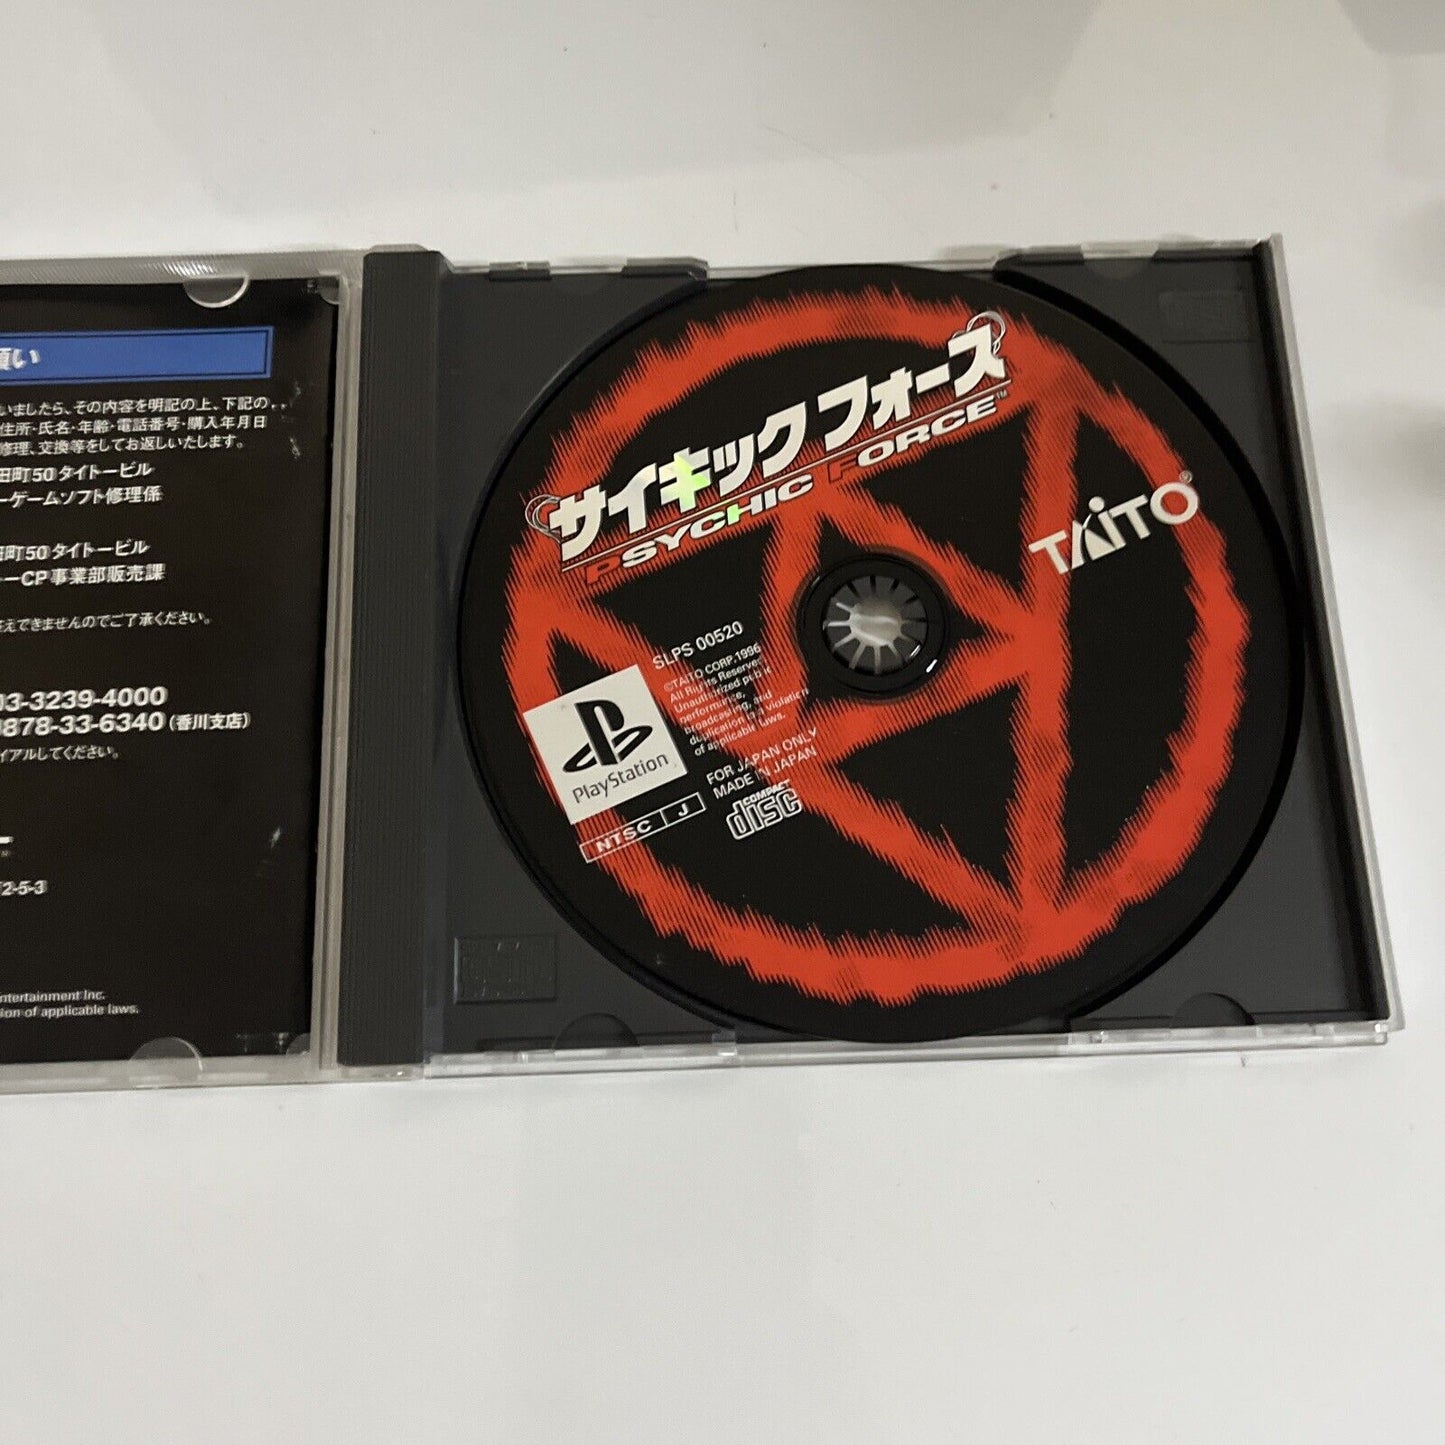 願い
いましたら、その内容を明記の上、下記の
住所・氏名・年齢・電話番号・購入年月日
修理、交換等をしてお返しいたします。
田町50タイトービル
ーゲームソフト修理係
田町50タイトービル
ーCP事業部販売課
答えできませんのでご了承ください。
03-3239-4000
0878-33-6340(香川支店)
イアルしてください。
2-5-3
ntertainment Inc.
ion of applicable laws.
サイキックフォース
PSYCHIC FORCE™
TAITO®
SLPS 00520
©TAITO CORP.1996
All Rights Reserved
Unauthorized public
performance,
broadcasting, and
duplication is a violation
of applicable laws.
PlayStation
FOR JAPAN ONLY
MADE IN JAPAN
NTSC J
COMPACT
disc